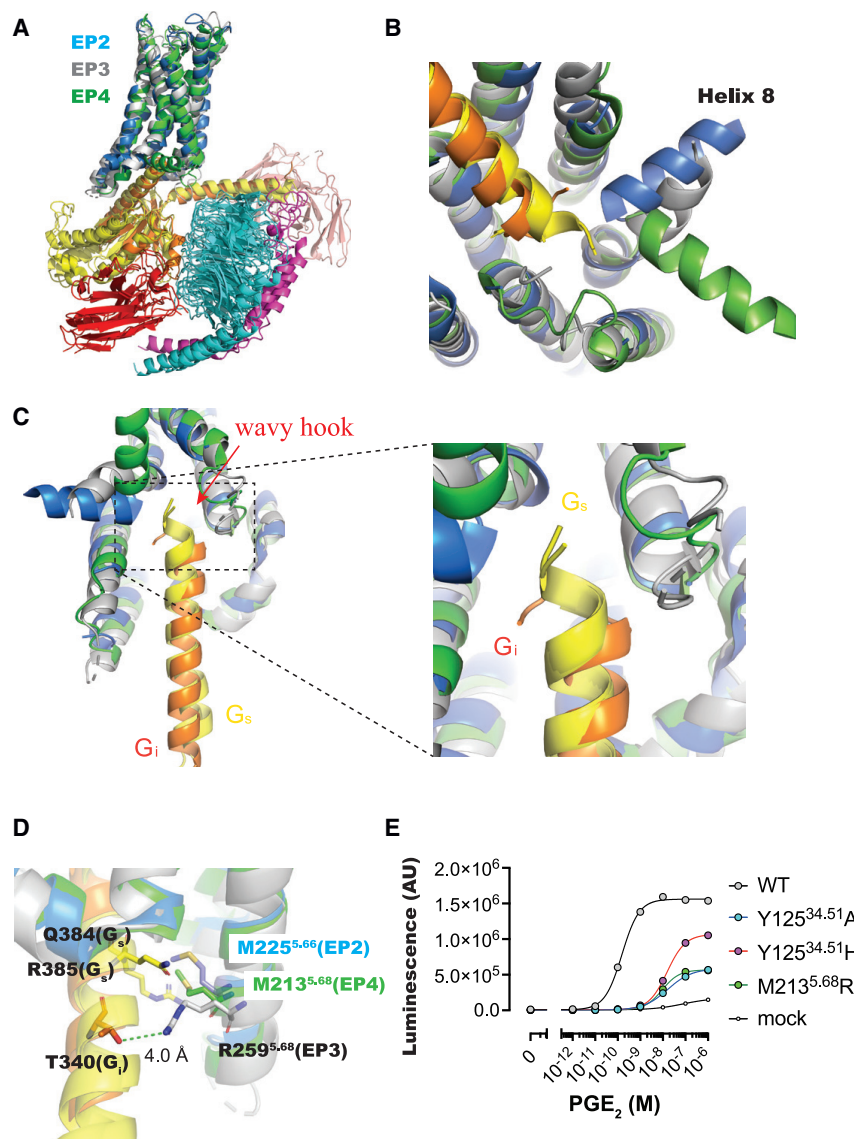 A
EP2
EP3
EP4
B
Helix 8
C
wavy hook
Gs
Gi
Gs
Gi
D
Q384(Gs)
R385(Gs)
M225^5.66(EP2)
M213^5.68(EP4)
T340(Gi)
4.0 Å
R259^5.68(EP3)
E
Luminescence (AU)
2.0×10^6
1.5×10^6
1.0×10^6
5.0×10^5
0.0
0
10^-12
10^-11
10^-10
10^-9
10^-8
10^-7
10^-6
PGE2 (M)
WT
Y125^34.51A
Y125^34.51H
M213^5.68R
mock